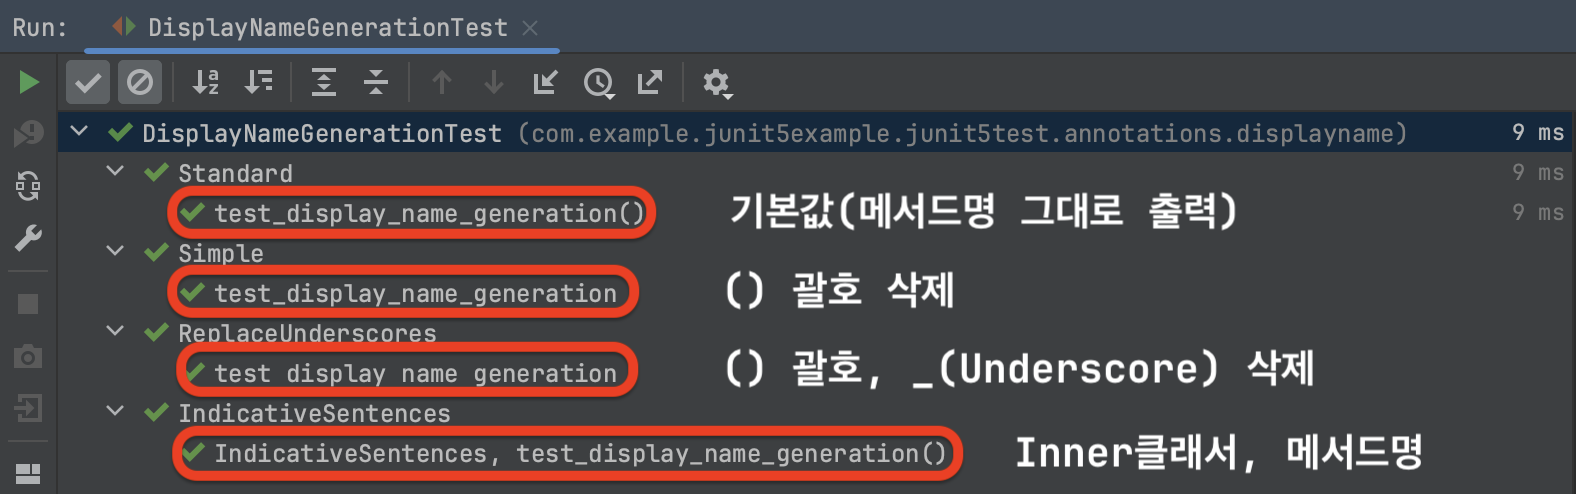 Run: DisplayNameGenerationTest
DisplayNameGenerationTest (com.example.junit5example.junit5test.annotations.displayname) 9 ms
Standard 9 ms
test_display_name_generation() 기본값(메서드명 그대로 출력) 9 ms
Simple
test_display_name_generation () 괄호 삭제
ReplaceUnderscores
test display name generation () 괄호, _(Underscore) 삭제
IndicativeSentences
IndicativeSentences, test_display_name_generation() Inner클래서, 메서드명